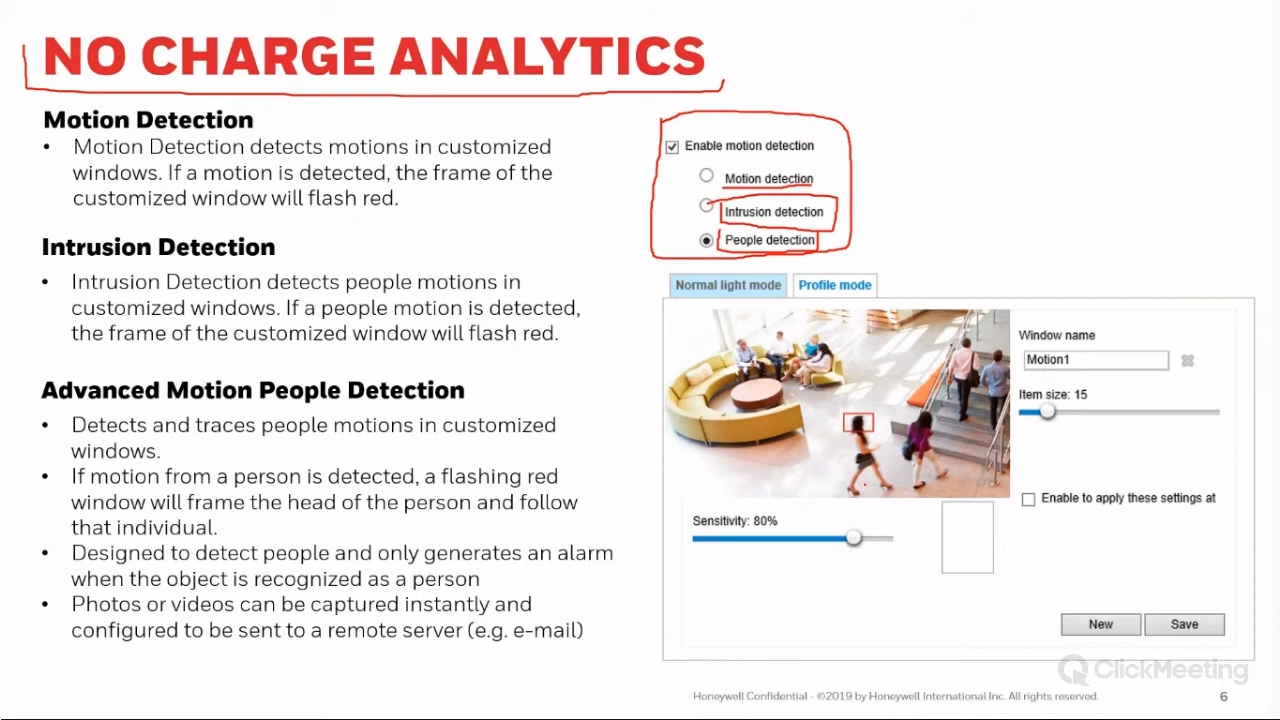 NO CHARGE ANALYTICS
Motion Detection
• Motion Detection detects motions in customized
windows. If a motion is detected, the frame of the
customized window will flash red.
Intrusion Detection
• Intrusion Detection detects people motions in
customized windows. If a people motion is detected,
the frame of the customized window will flash red.
Advanced Motion People Detection
• Detects and traces people motions in customized
windows.
• If motion from a person is detected, a flashing red
window will frame the head of the person and follow
that individual.
• Designed to detect people and only generates an alarm
when the object is recognized as a person
• Photos or videos can be captured instantly and
configured to be sent to a remote server (e.g. e-mail)
Enable motion detection
Motion detection
Intrusion detection
People detection
Normal light mode
Profile mode
Window name
Motion1
Item size: 15
Enable to apply these settings at
Sensitivity: 80%
New
Save
ClickMeeting
Honeywell Confidential - ©2019 by Honeywell International Inc. All rights reserved.
6